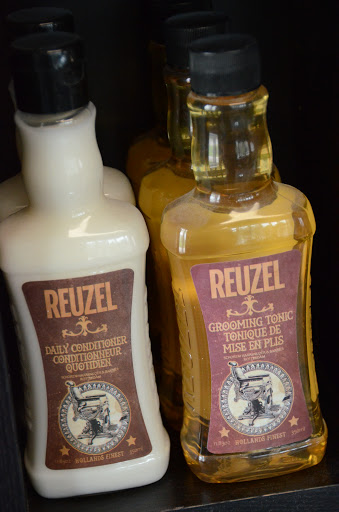 REUZEL
DAILY CONDITIONER
CONDITIONNEUR
QUOTIDIEN
HOLLANDS FINEST
REUZEL
GROOMING TONIC
TONIQUE DE
MISE EN PLIS
HOLLANDS FINEST